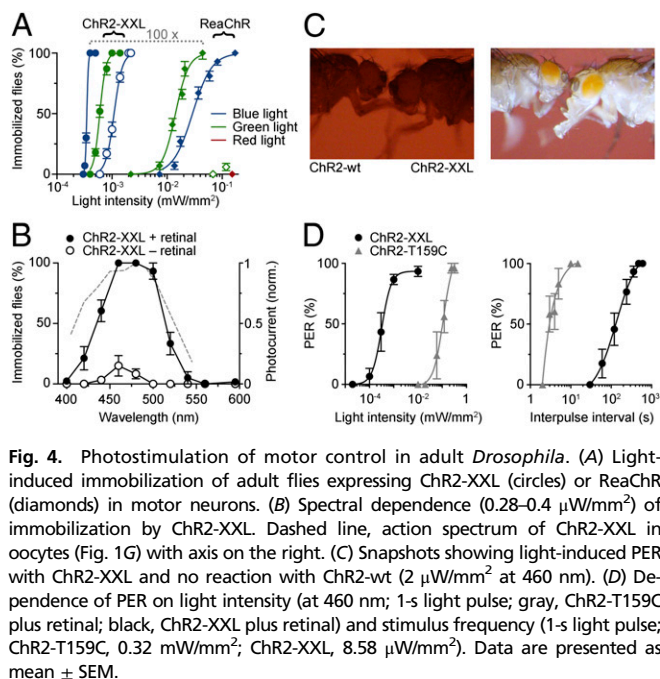 A
ChR2-XXL
ReaChR
100 x
Immobilized flies (%)
100
50
0
Blue light
Green light
Red light
10-4
10-3
10-2
10-1
Light intensity (mW/mm2)
B
ChR2-XXL + retinal
ChR2-XXL – retinal
Immobilized flies (%)
100
50
0
1
0.5
0
Photocurrent (norm.)
400
450
500
550
600
Wavelength (nm)
C
ChR2-wt
ChR2-XXL
D
ChR2-XXL
ChR2-T159C
PER (%)
100
50
0
10-4
10-2
1
Light intensity (mW/mm2)
PER (%)
100
50
0
1
101
102
103
Interpulse interval (s)
Fig. 4. Photostimulation of motor control in adult Drosophila. (A) Light-
induced immobilization of adult flies expressing ChR2-XXL (circles) or ReaChR
(diamonds) in motor neurons. (B) Spectral dependence (0.28–0.4 μW/mm2) of
immobilization by ChR2-XXL. Dashed line, action spectrum of ChR2-XXL in
oocytes (Fig. 1G) with axis on the right. (C) Snapshots showing light-induced PER
with ChR2-XXL and no reaction with ChR2-wt (2 μW/mm2 at 460 nm). (D) De-
pendence of PER on light intensity (at 460 nm; 1-s light pulse; gray, ChR2-T159C
plus retinal; black, ChR2-XXL plus retinal) and stimulus frequency (1-s light pulse;
ChR2-T159C, 0.32 mW/mm2; ChR2-XXL, 8.58 μW/mm2). Data are presented as
mean ± SEM.